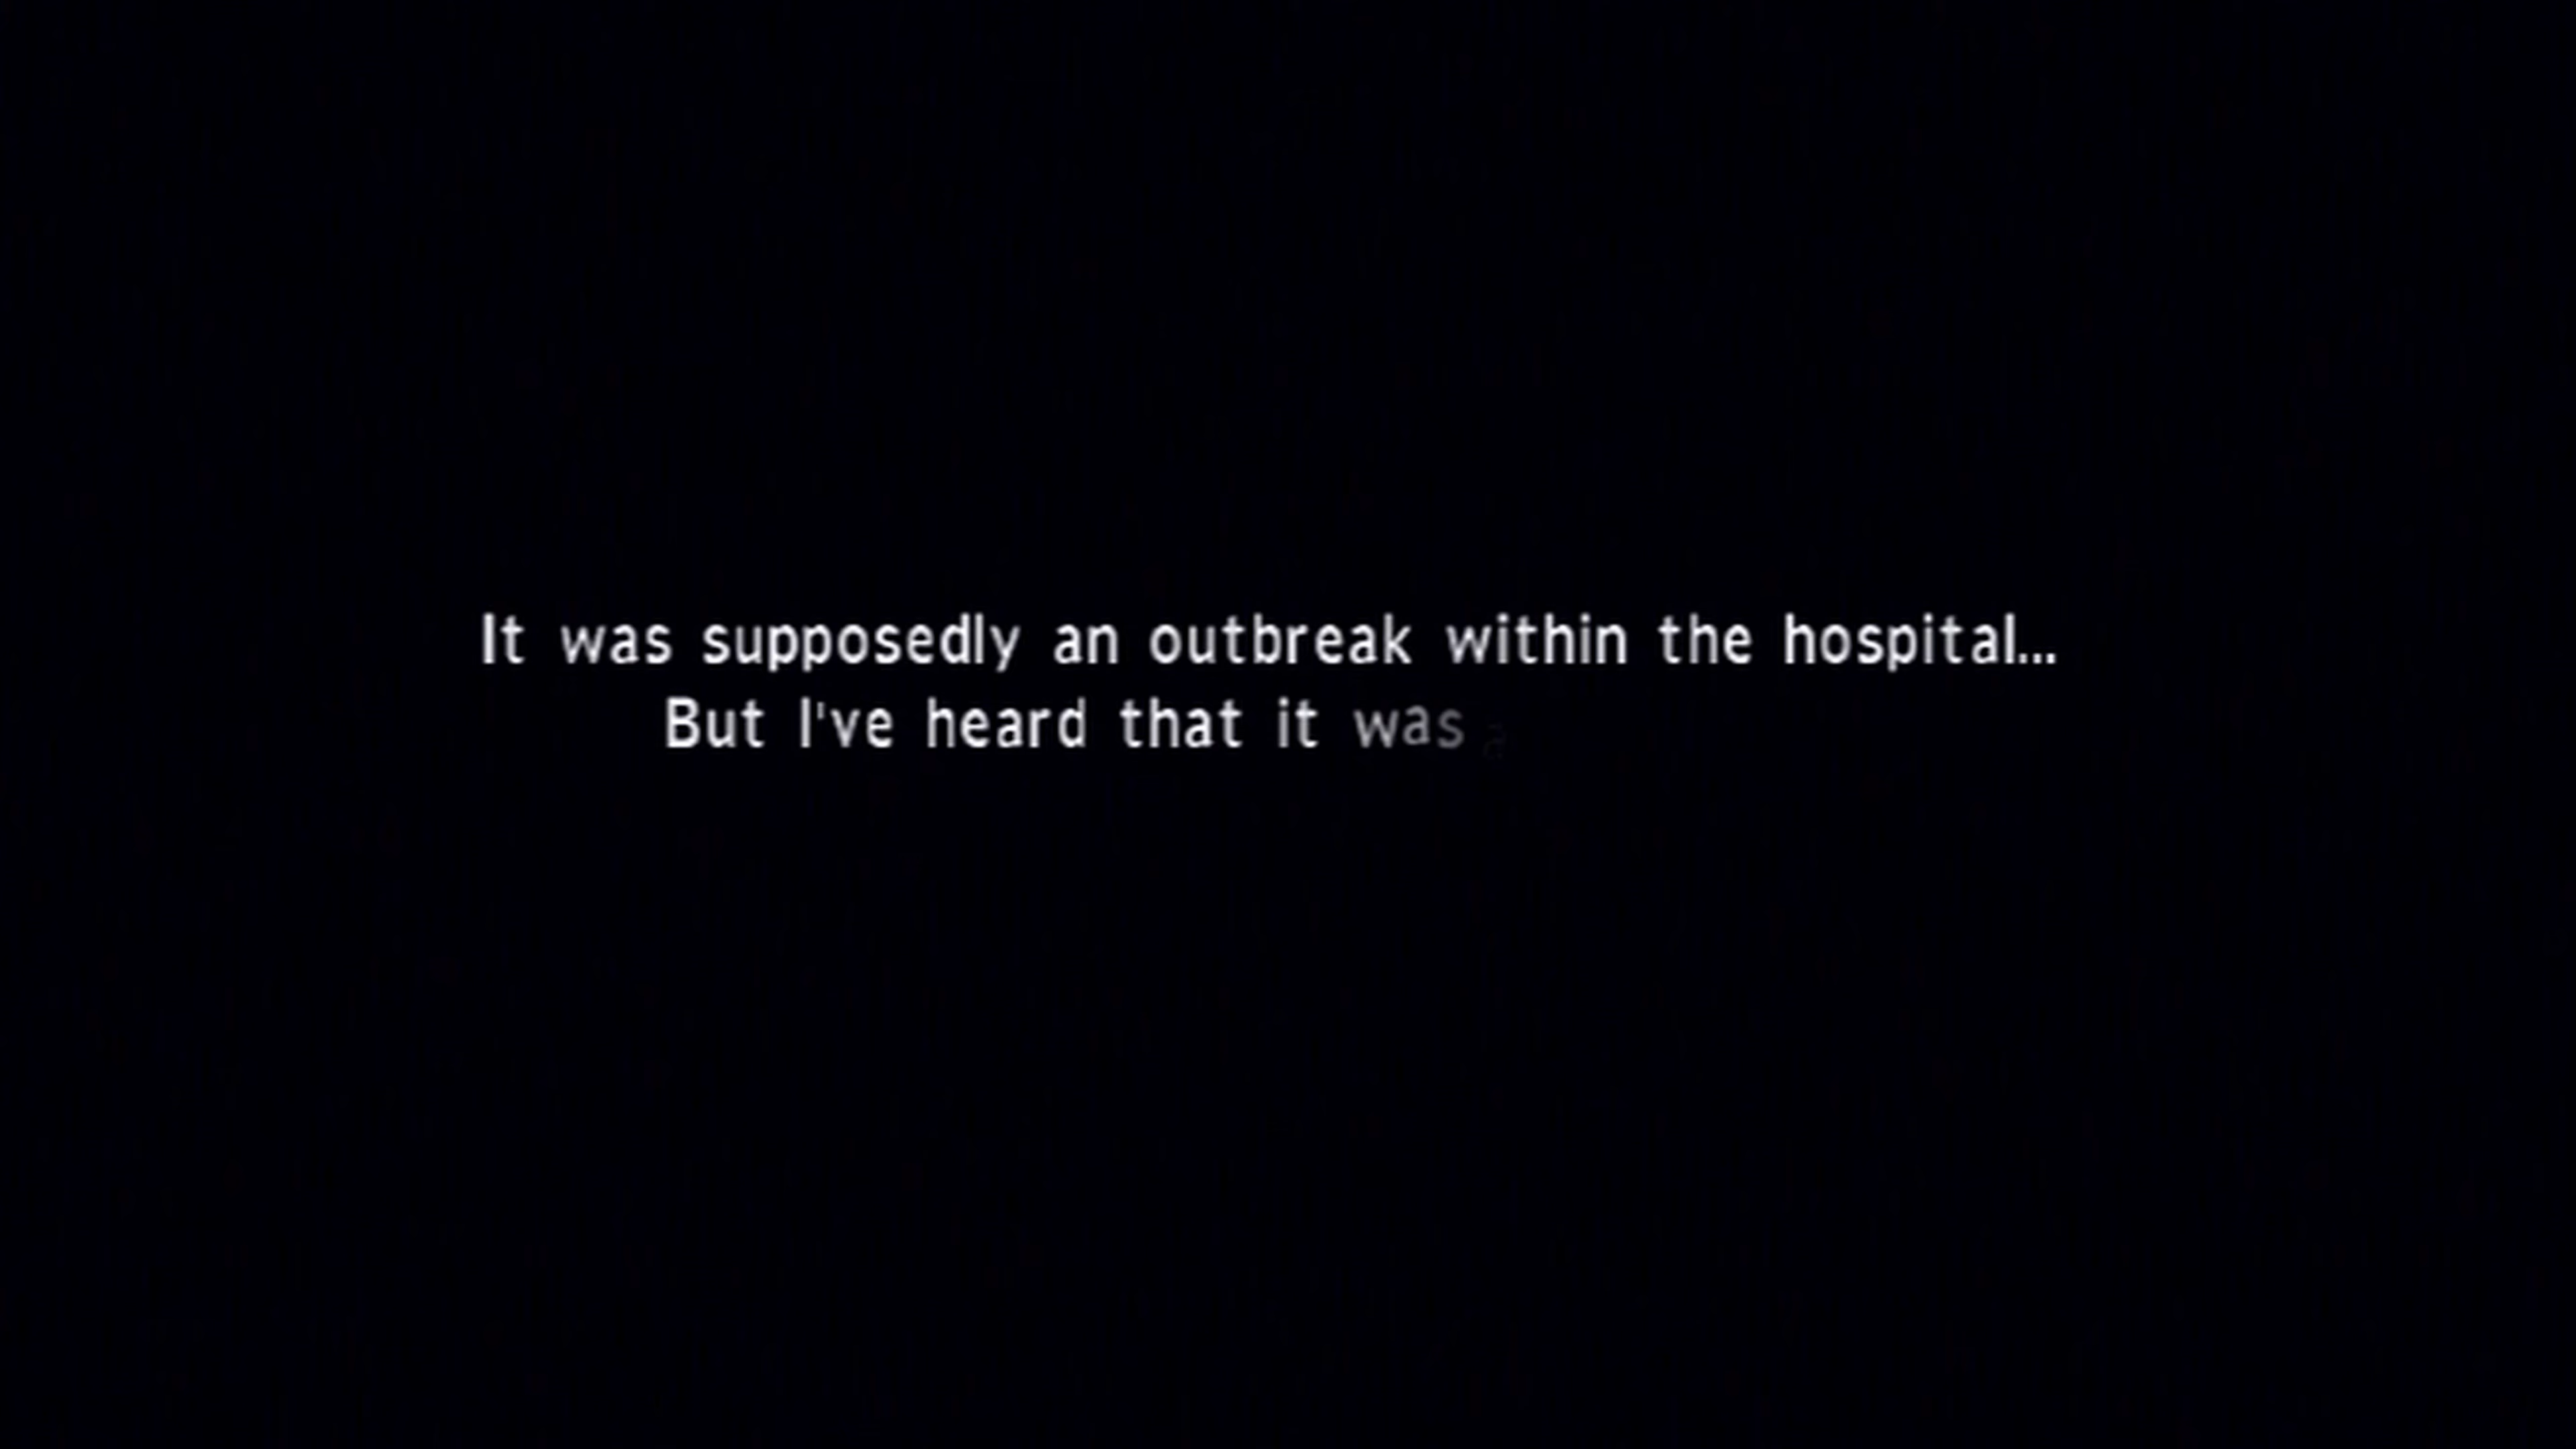 It was supposedly an outbreak within the hospital...
But I've heard that it was